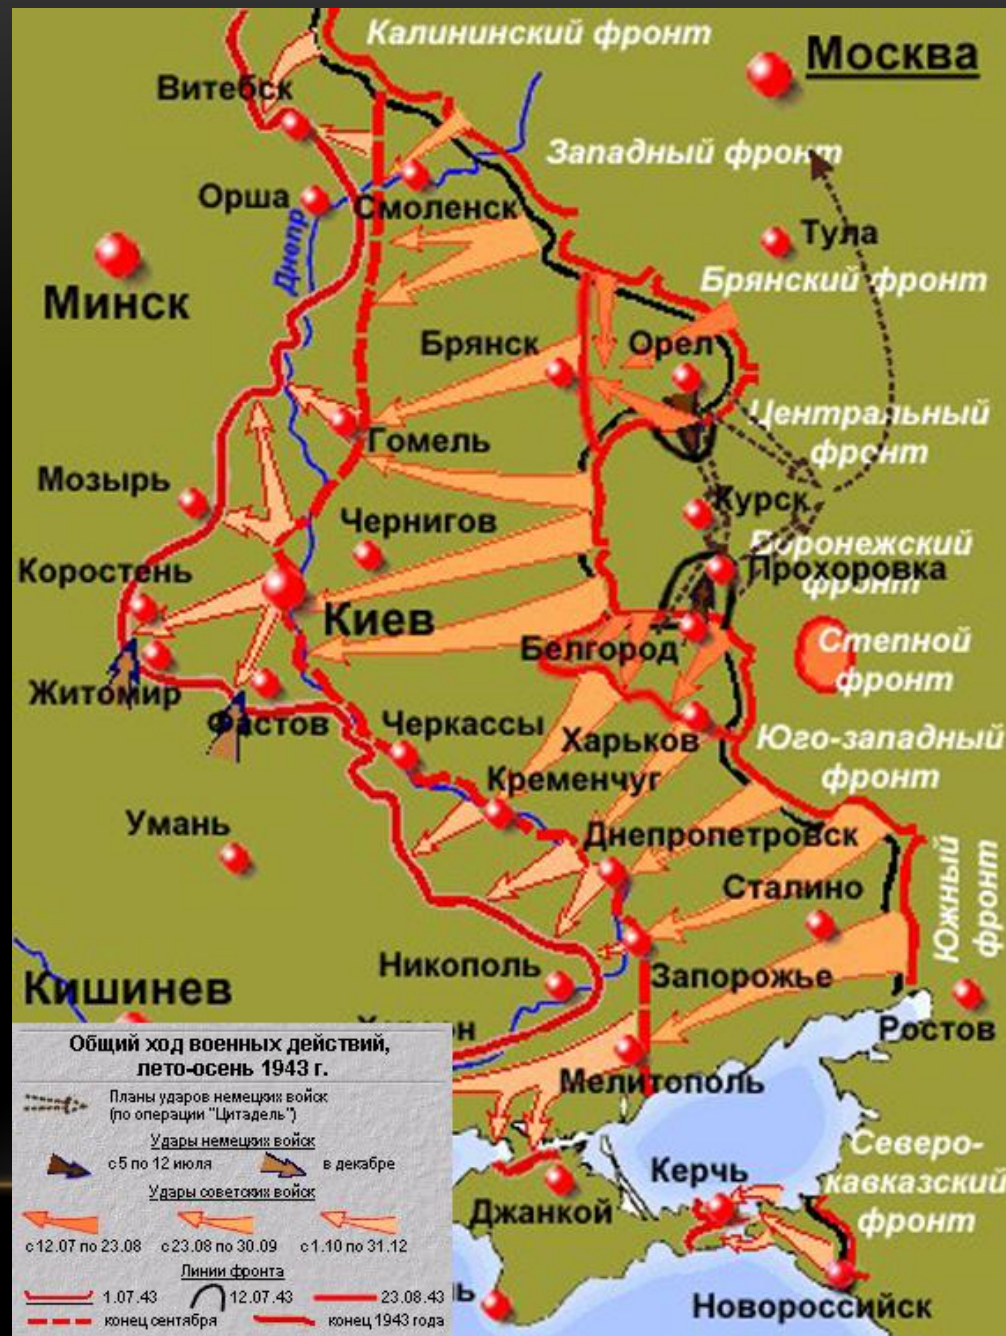 Калининский фронт
Москва
Витебск
Западный фронт
Орша
Смоленск
Днепр
Тула
Минск
Брянский фронт
Брянск
Орел
Центральный
фронт
Гомель
Мозырь
Курск
Чернигов
Воронежский
фронт
Прохоровка
Коростень
Киев
Белгород
Степной
фронт
Житомир
Фастов
Черкассы
Харьков
Юго-западный
фронт
Кременчуг
Умань
Днепропетровск
Сталино
Южный
фронт
Никополь
Запорожье
Кишинев
Ростов
Мелитополь
Северо-
кавказский
фронт
Керчь
Джанкой
Новороссийск
Общий ход военных действий,
лето-осень 1943 г.
Планы ударов немецких войск
(по операции "Цитадель")
Удары немецких войск
с 5 по 12 июля
в декабре
Удары советских войск
с 12.07 по 23.08
с 23.08 по 30.09
с 1.10 по 31.12
Линии фронта
1.07.43
12.07.43
23.08.43
конец сентября
конец 1943 года